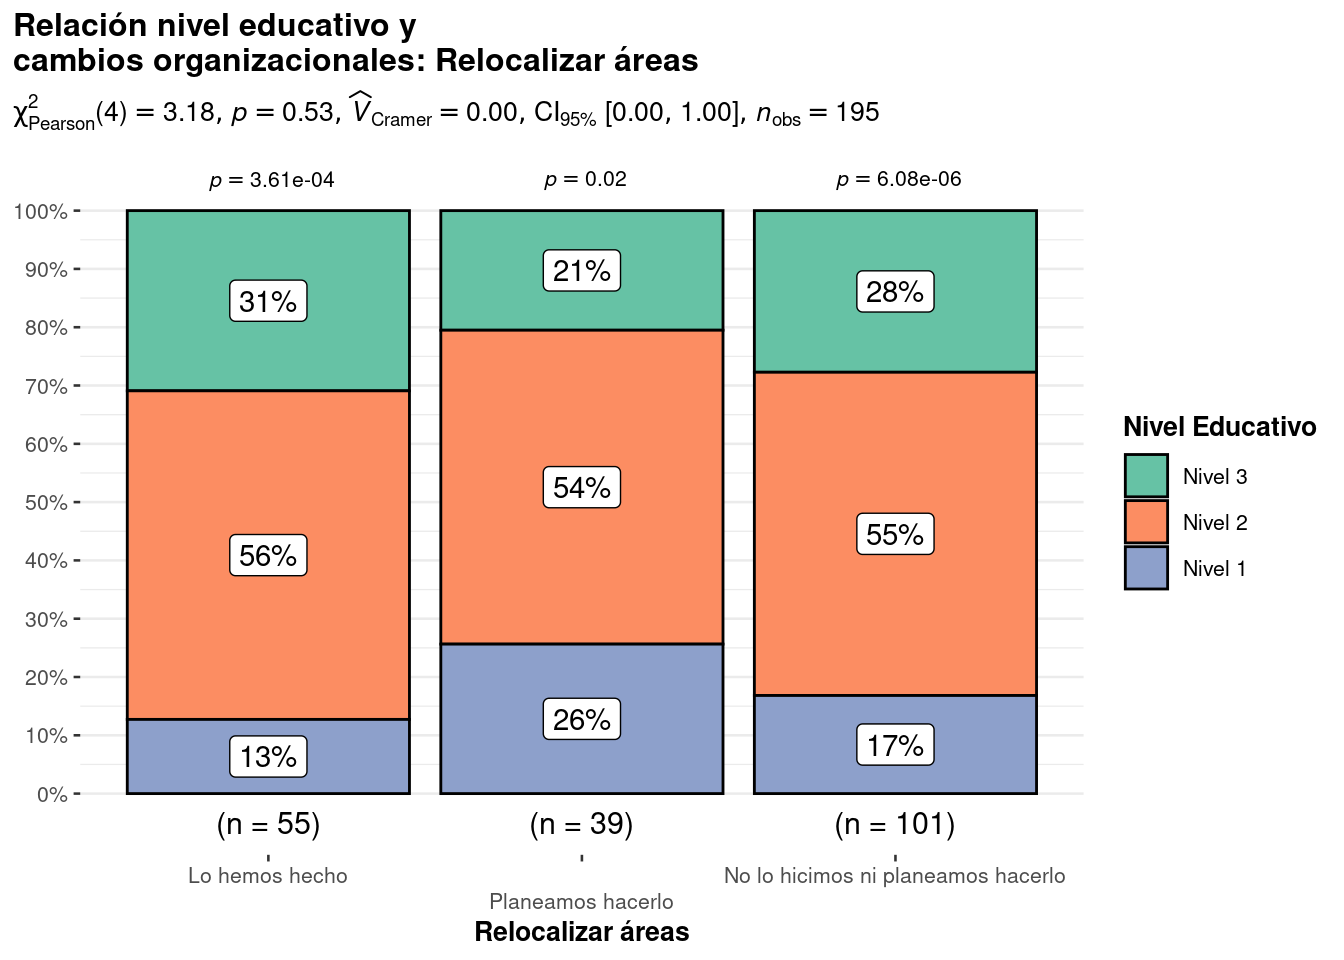 Relación nivel educativo y
cambios organizacionales: Relocalizar áreas
χ²Pearson(4) = 3.18, p = 0.53, V̂Cramer = 0.00, CI95% [0.00, 1.00], nobs = 195
p = 3.61e-04 p = 0.02 p = 6.08e-06
100%
90%
80%
70%
60%
50%
40%
30%
20%
10%
0%
31% 21% 28%
56% 54% 55%
13% 26% 17%
(n = 55) (n = 39) (n = 101)
Lo hemos hecho No lo hicimos ni planeamos hacerlo
Planeamos hacerlo
Relocalizar áreas
Nivel Educativo
Nivel 3
Nivel 2
Nivel 1